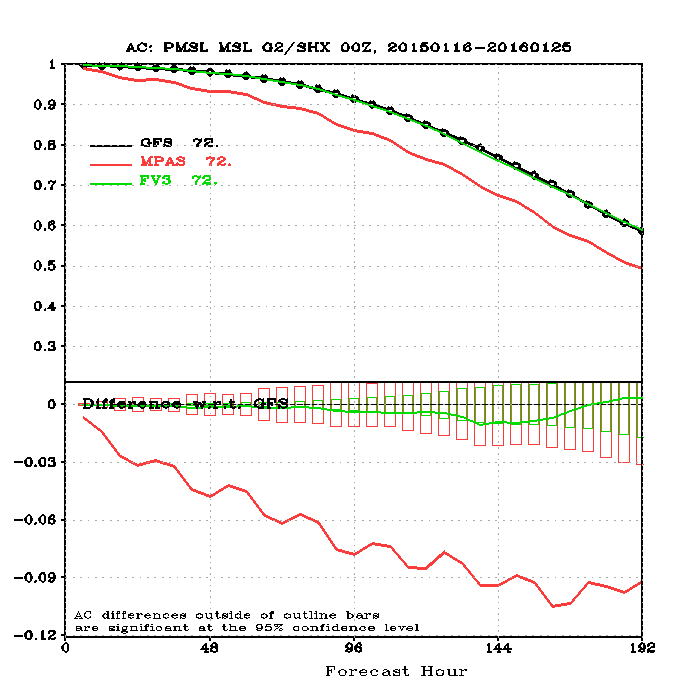 AC: PMSL MSL G2/SHX 00Z, 20150116-20160125
1
0.9
0.8
0.7
0.6
0.5
0.4
0.3
GFS 72.
MPAS 72.
FV3 72.
Difference w.r.t. GFS
0
-0.03
-0.06
-0.09
-0.12
AC differences outside of outline bars
are significant at the 95% confidence level
0 48 96 144 192
Forecast Hour